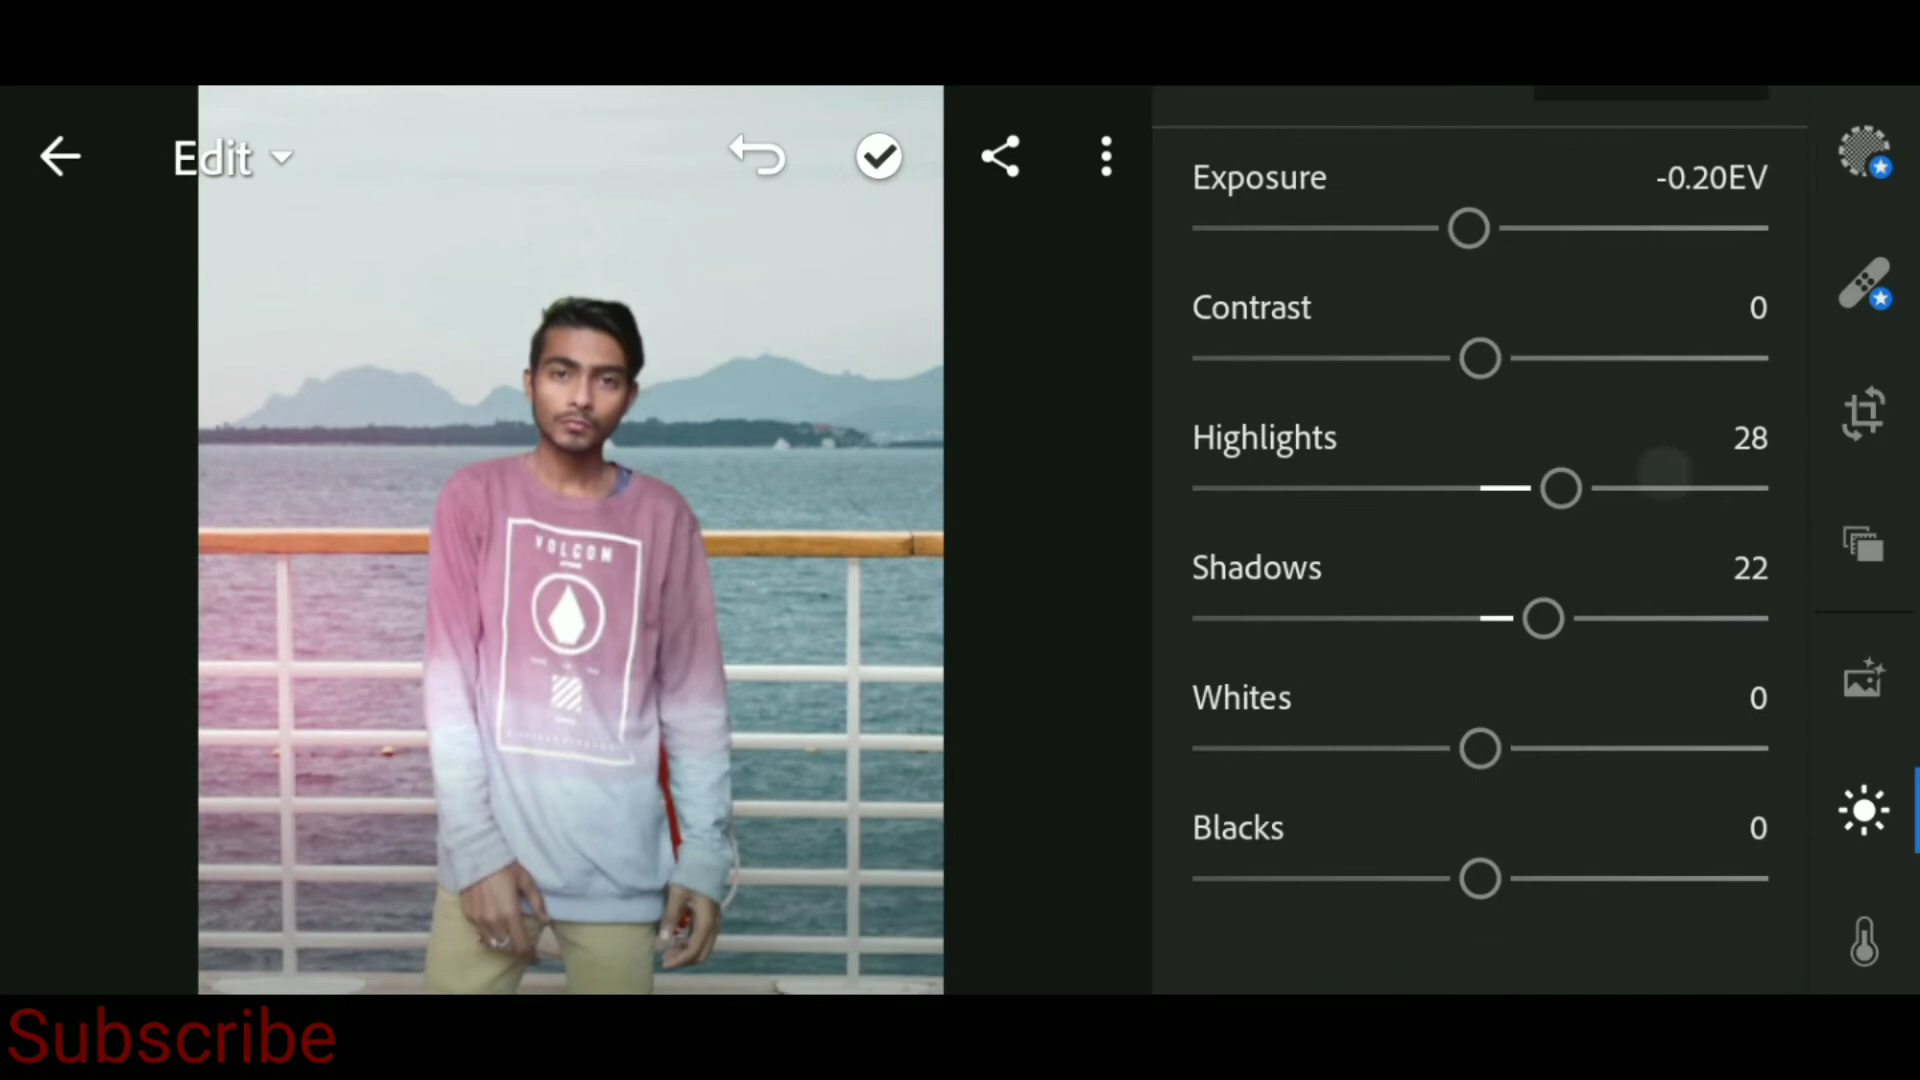 Edit
Exposure -0.20EV
Contrast 0
Highlights 28
Shadows 22
Whites 0
Blacks 0
VOLCOM
Subscribe